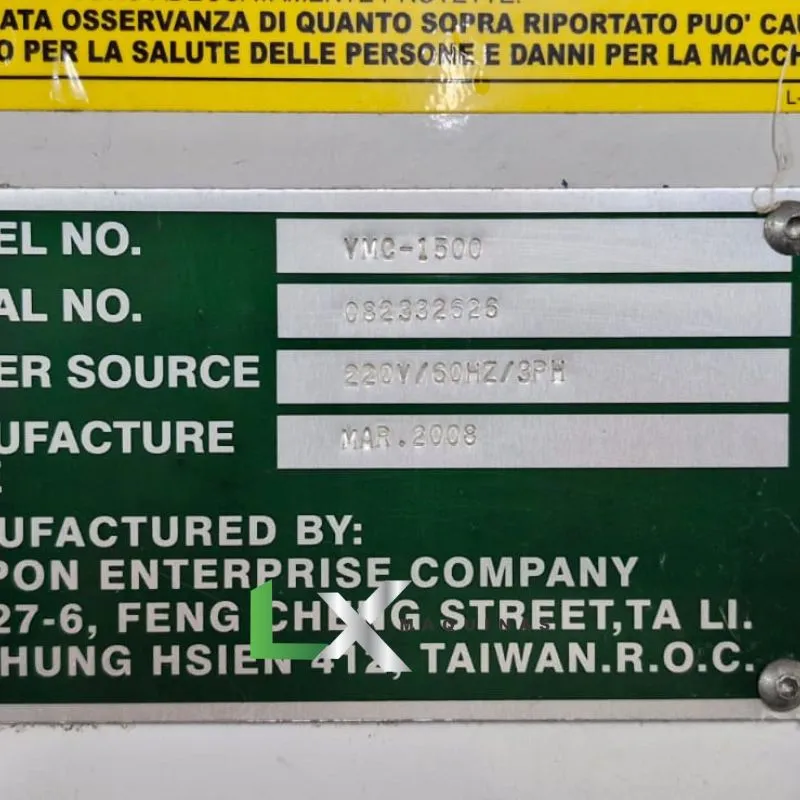 ATA OSSERVANZA DI QUANTO SOPRA RIPORTATO PUO' CA
O PER LA SALUTE DELLE PERSONE E DANNI PER LA MACCH
L-
EL NO. VMC-1500
AL NO. 082332626
ER SOURCE 220V/60HZ/3PH
UFACTURE MAR.2008
E
UFACTURED BY:
PON ENTERPRISE COMPANY
27-6, FENG CHENG STREET,TA LI.
HUNG HSIEN 412, TAIWAN.R.O.C.
LX MAQUINAS